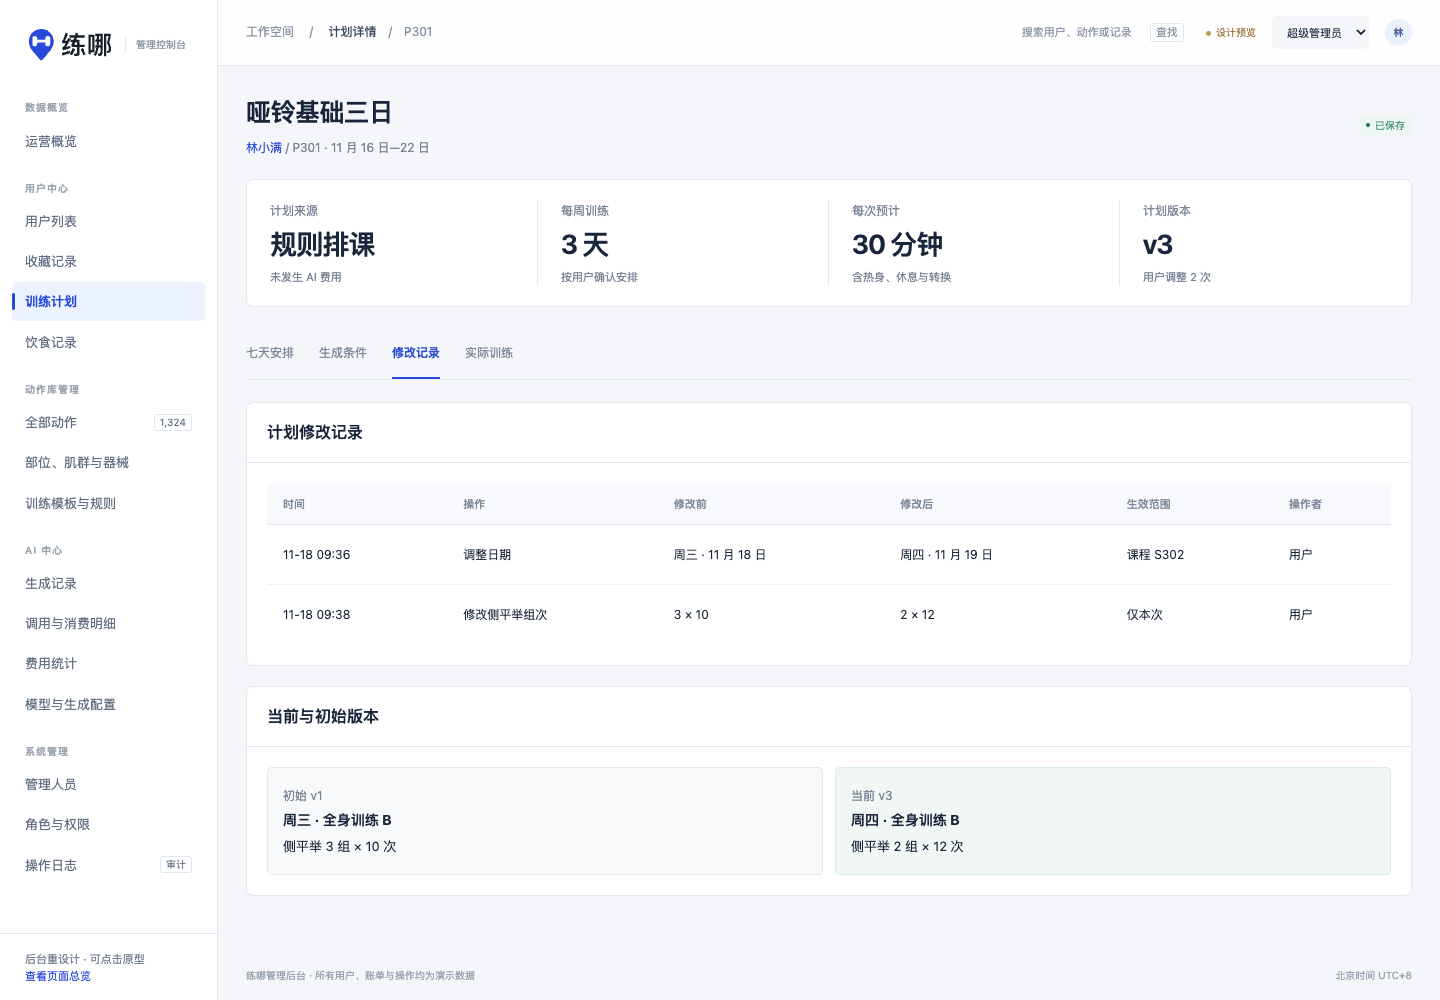 练哪 管理控制台
数据概览
运营概览
用户中心
用户列表
收藏记录
训练计划
饮食记录
动作库管理
全部动作 1,324
部位、肌群与器械
训练模板与规则
AI 中心
生成记录
调用与消费明细
费用统计
模型与生成配置
系统管理
管理人员
角色与权限
操作日志 审计
后台重设计 · 可点击原型
查看页面总览
工作空间 / 计划详情 / P301
搜索用户、动作或记录 查找 设计预览 超级管理员 林
哑铃基础三日
林小满 / P301 · 11 月 16 日—22 日
已保存
计划来源 每周训练 每次预计 计划版本
规则排课 3 天 30 分钟 v3
未发生 AI 费用 按用户确认安排 含热身、休息与转换 用户调整 2 次
七天安排 生成条件 修改记录 实际训练
计划修改记录
时间 操作 修改前 修改后 生效范围 操作者
11-18 09:36 调整日期 周三 · 11 月 18 日 周四 · 11 月 19 日 课程 S302 用户
11-18 09:38 修改侧平举组次 3 × 10 2 × 12 仅本次 用户
当前与初始版本
初始 v1
周三 · 全身训练 B
侧平举 3 组 × 10 次
当前 v3
周四 · 全身训练 B
侧平举 2 组 × 12 次
练哪管理后台 · 所有用户、账单与操作均为演示数据
北京时间 UTC+8